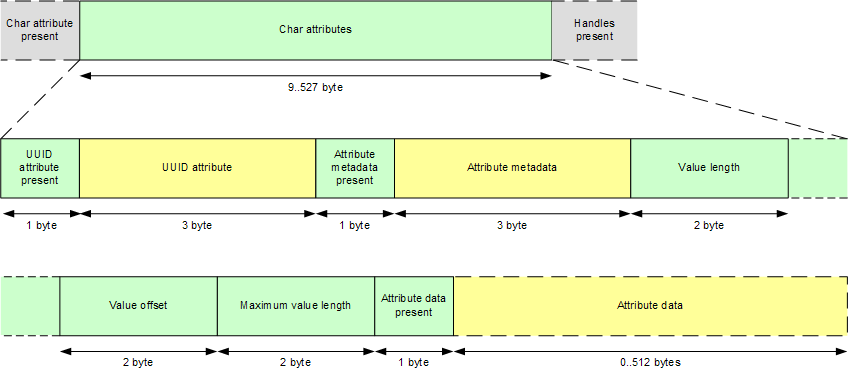 Char attribute
present
Char attributes
Handles
present
9..527 byte
UUID
attribute
present
UUID attribute
Attribute
metadata
present
Attribute metadata
Value length
1 byte
3 byte
1 byte
3 byte
2 byte
Value offset
Maximum value length
Attribute data
present
Attribute data
2 byte
2 byte
1 byte
0..512 bytes